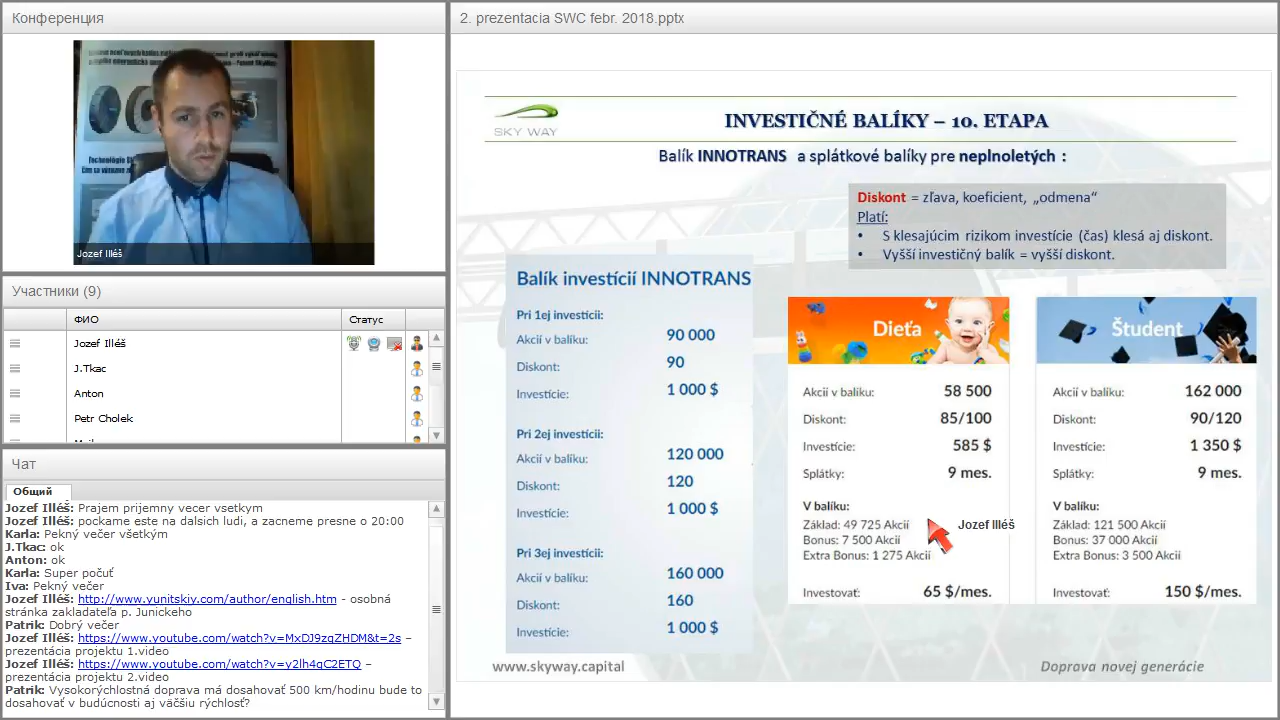 Конференция
Jozef Illéš
Участники (9)
ФИО
Статус
Jozef Illéš
J.Tkac
Anton
Petr Cholek
Чат
Общий
Jozef Illéš: Prajem prijemny vecer vsetkym
Jozef Illéš: pockame este na dalsich ludi, a zacneme presne o 20:00
Karla: Pekný večer všetkým
J.Tkac: ok
Anton: ok
Karla: Super počuť
Iva: Pekný večer
Jozef Illéš: http://www.yunitskiy.com/author/english.htm - osobná
stránka zakladateľa p. Junickeho
Patrik: Dobrý večer
Jozef Illéš: https://www.youtube.com/watch?v=MxDJ9zqZHDM&t=2s –
prezentácia projektu 1.video
Jozef Illéš: https://www.youtube.com/watch?v=y2lh4gC2ETQ –
prezentácia projektu 2.video
Patrik: Vysokorýchlostná doprava má dosahovať 500 km/hodinu bude to
dosahovať v budúcnosti aj väžšiu rýchlosť?
2. prezentacia SWC febr. 2018.pptx
SKY WAY
INVESTIČNÉ BALÍKY – 10. ETAPA
Balík INNOTRANS a splátkové balíky pre neplnoletých :
Diskont = zľava, koeficient, „odmena“
Platí:
• S klesajúcim rizikom investície (čas) klesá aj diskont.
• Vyšší investičný balík = vyšší diskont.
Balík investícií INNOTRANS
Pri 1ej investícii:
Akcií v balíku: 90 000
Diskont: 90
Investície: 1 000 $
Pri 2ej investícii:
Akcií v balíku: 120 000
Diskont: 120
Investície: 1 000 $
Pri 3ej investícii:
Akcií v balíku: 160 000
Diskont: 160
Investície: 1 000 $
Dieťa
Akcií v balíku: 58 500
Diskont: 85/100
Investície: 585 $
Splátky: 9 mes.
V balíku:
Základ: 49 725 Akcií
Bonus: 7 500 Akcií
Extra Bonus: 1 275 Akcií
Investovať: 65 $/mes.
Jozef Illéš
Študent
Akcií v balíku: 162 000
Diskont: 90/120
Investície: 1 350 $
Splátky: 9 mes.
V balíku:
Základ: 121 500 Akcií
Bonus: 37 000 Akcií
Extra Bonus: 3 500 Akcií
Investovať: 150 $/mes.
www.skyway.capital
Doprava novej generácie